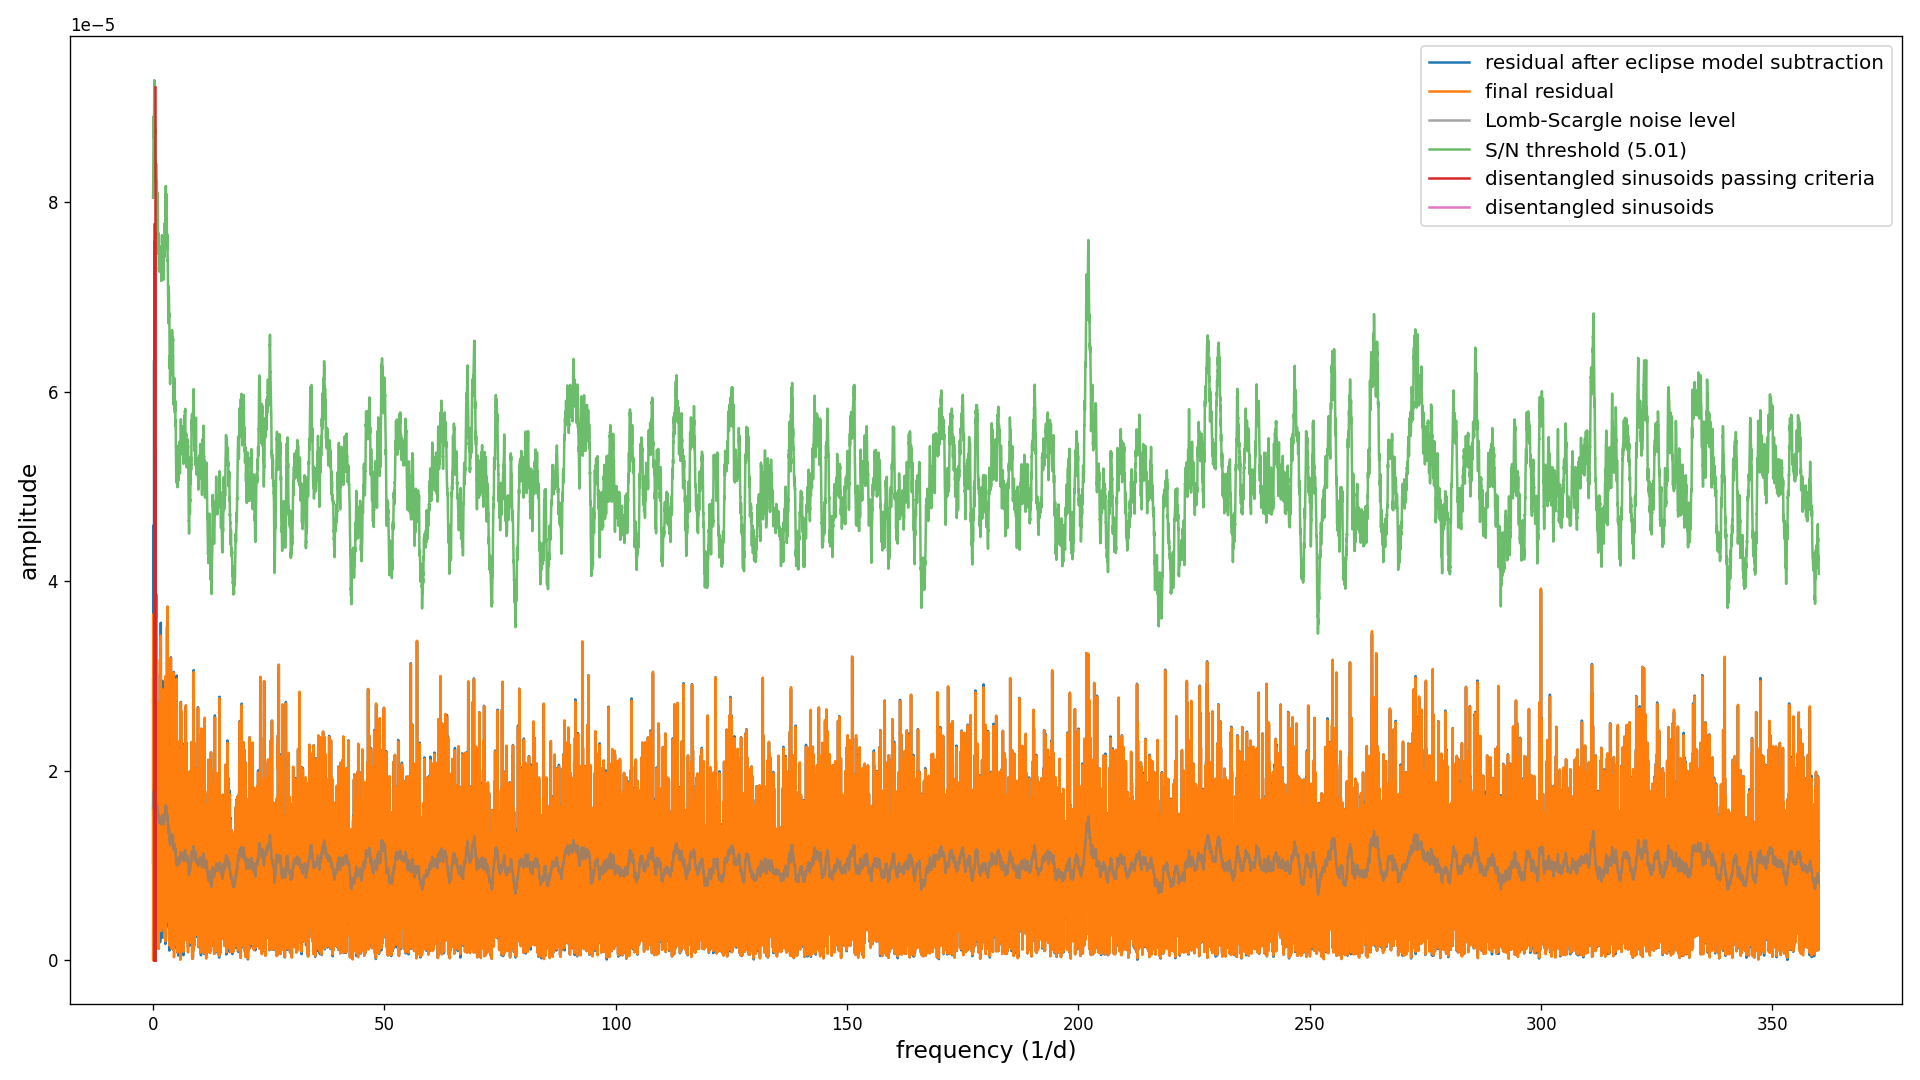 1e−5
residual after eclipse model subtraction
final residual
Lomb-Scargle noise level
S/N threshold (5.01)
disentangled sinusoids passing criteria
disentangled sinusoids
8
6
4
2
0
amplitude
0 50 100 150 200 250 300 350
frequency (1/d)